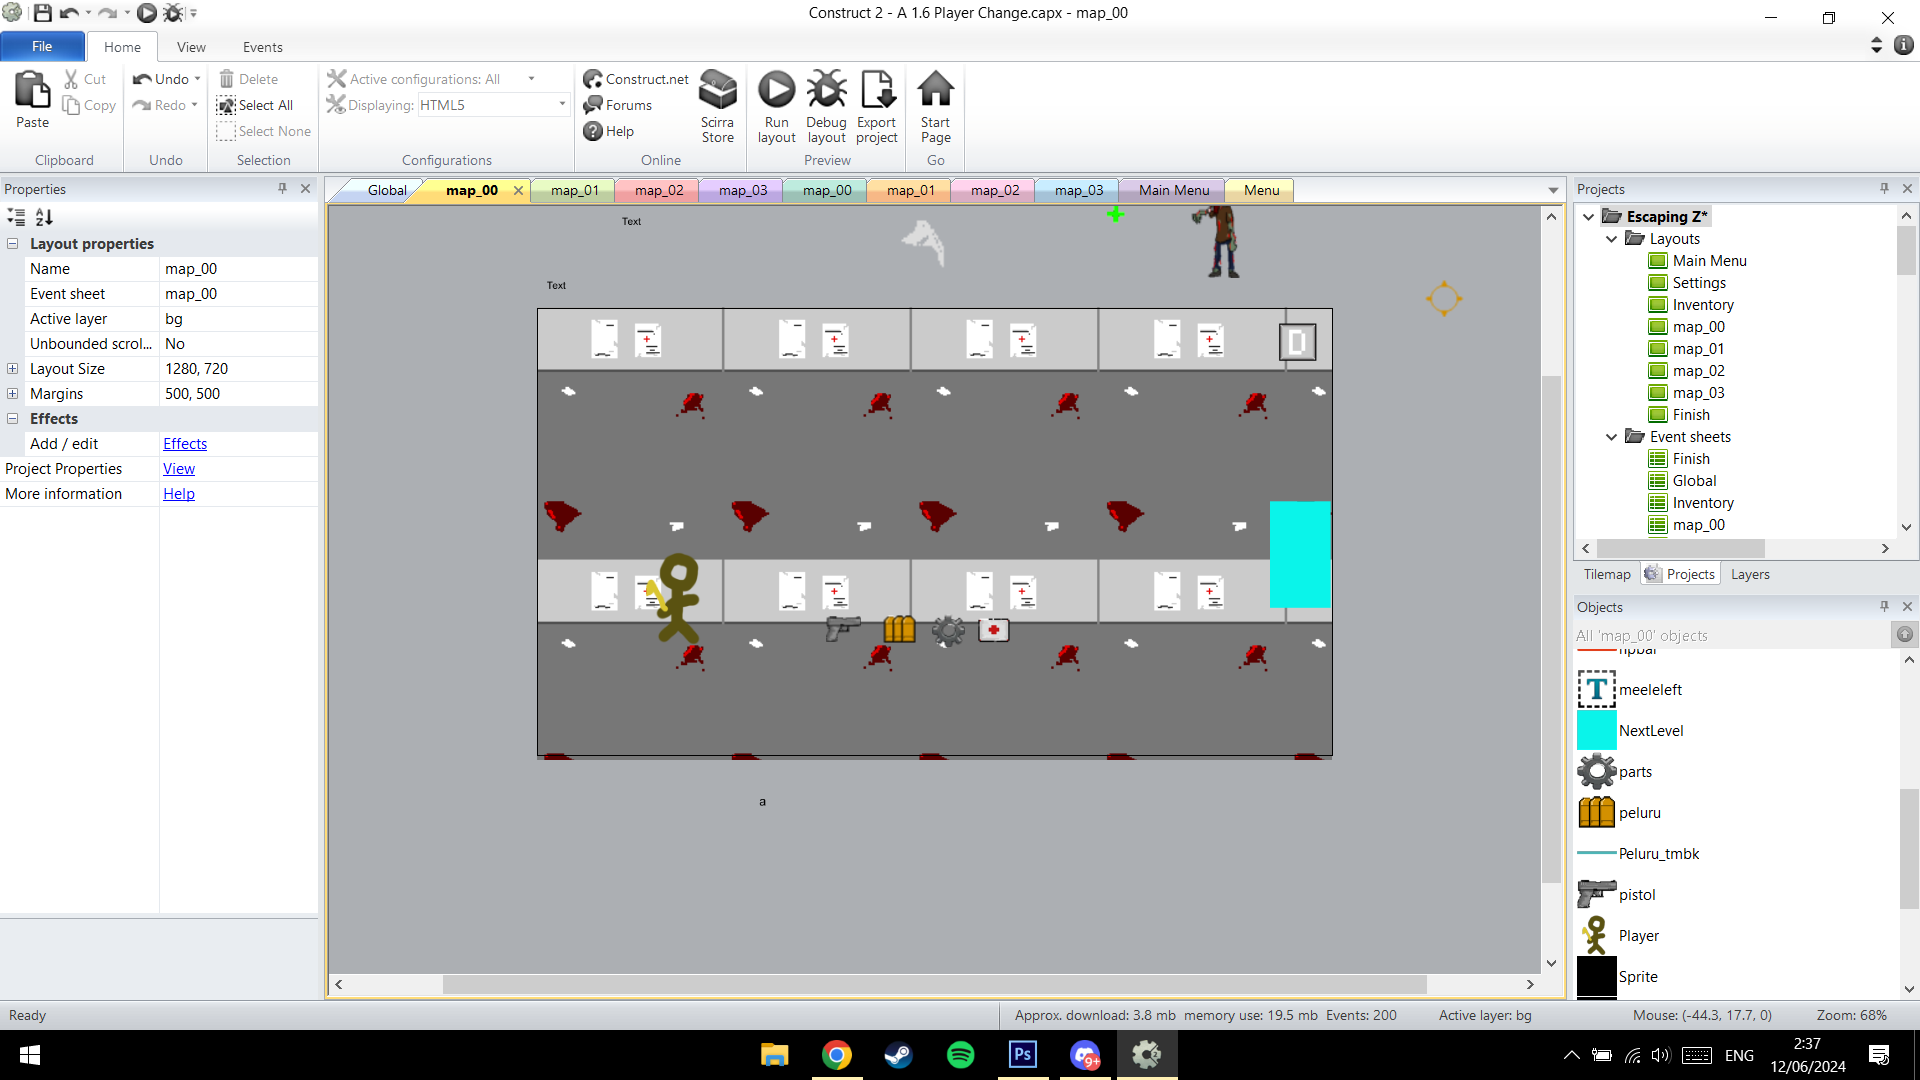 Construct 2 - A 1.6 Player Change.capx - map_00
File
Home
View
Events
Paste
Cut
Copy
Clipboard
Undo
Redo
Undo
Delete
Select All
Select None
Selection
Active configurations: All
Displaying: HTML5
Configurations
Construct.net
Forums
Help
Scirra Store
Online
Run layout
Debug layout
Export project
Preview
Start Page
Go
Properties
Global
map_00
map_01
map_02
map_03
map_00
map_01
map_02
map_03
Main Menu
Menu
Projects
Layout properties
Name map_00
Event sheet map_00
Active layer bg
Unbounded scrol... No
Layout Size 1280, 720
Margins 500, 500
Effects
Add / edit Effects
Project Properties View
More information Help
Text
Text
a
Escaping Z*
Layouts
Main Menu
Settings
Inventory
map_00
map_01
map_02
map_03
Finish
Event sheets
Finish
Global
Inventory
map_00
Tilemap
Projects
Layers
Objects
All 'map_00' objects
hpbar
meeleleft
NextLevel
parts
peluru
Peluru_tmbk
pistol
Player
Sprite
Ready
Approx. download: 3.8 mb memory use: 19.5 mb Events: 200
Active layer: bg
Mouse: (-44.3, 17.7, 0)
Zoom: 68%
Ps
9+
ENG
2:37
12/06/2024